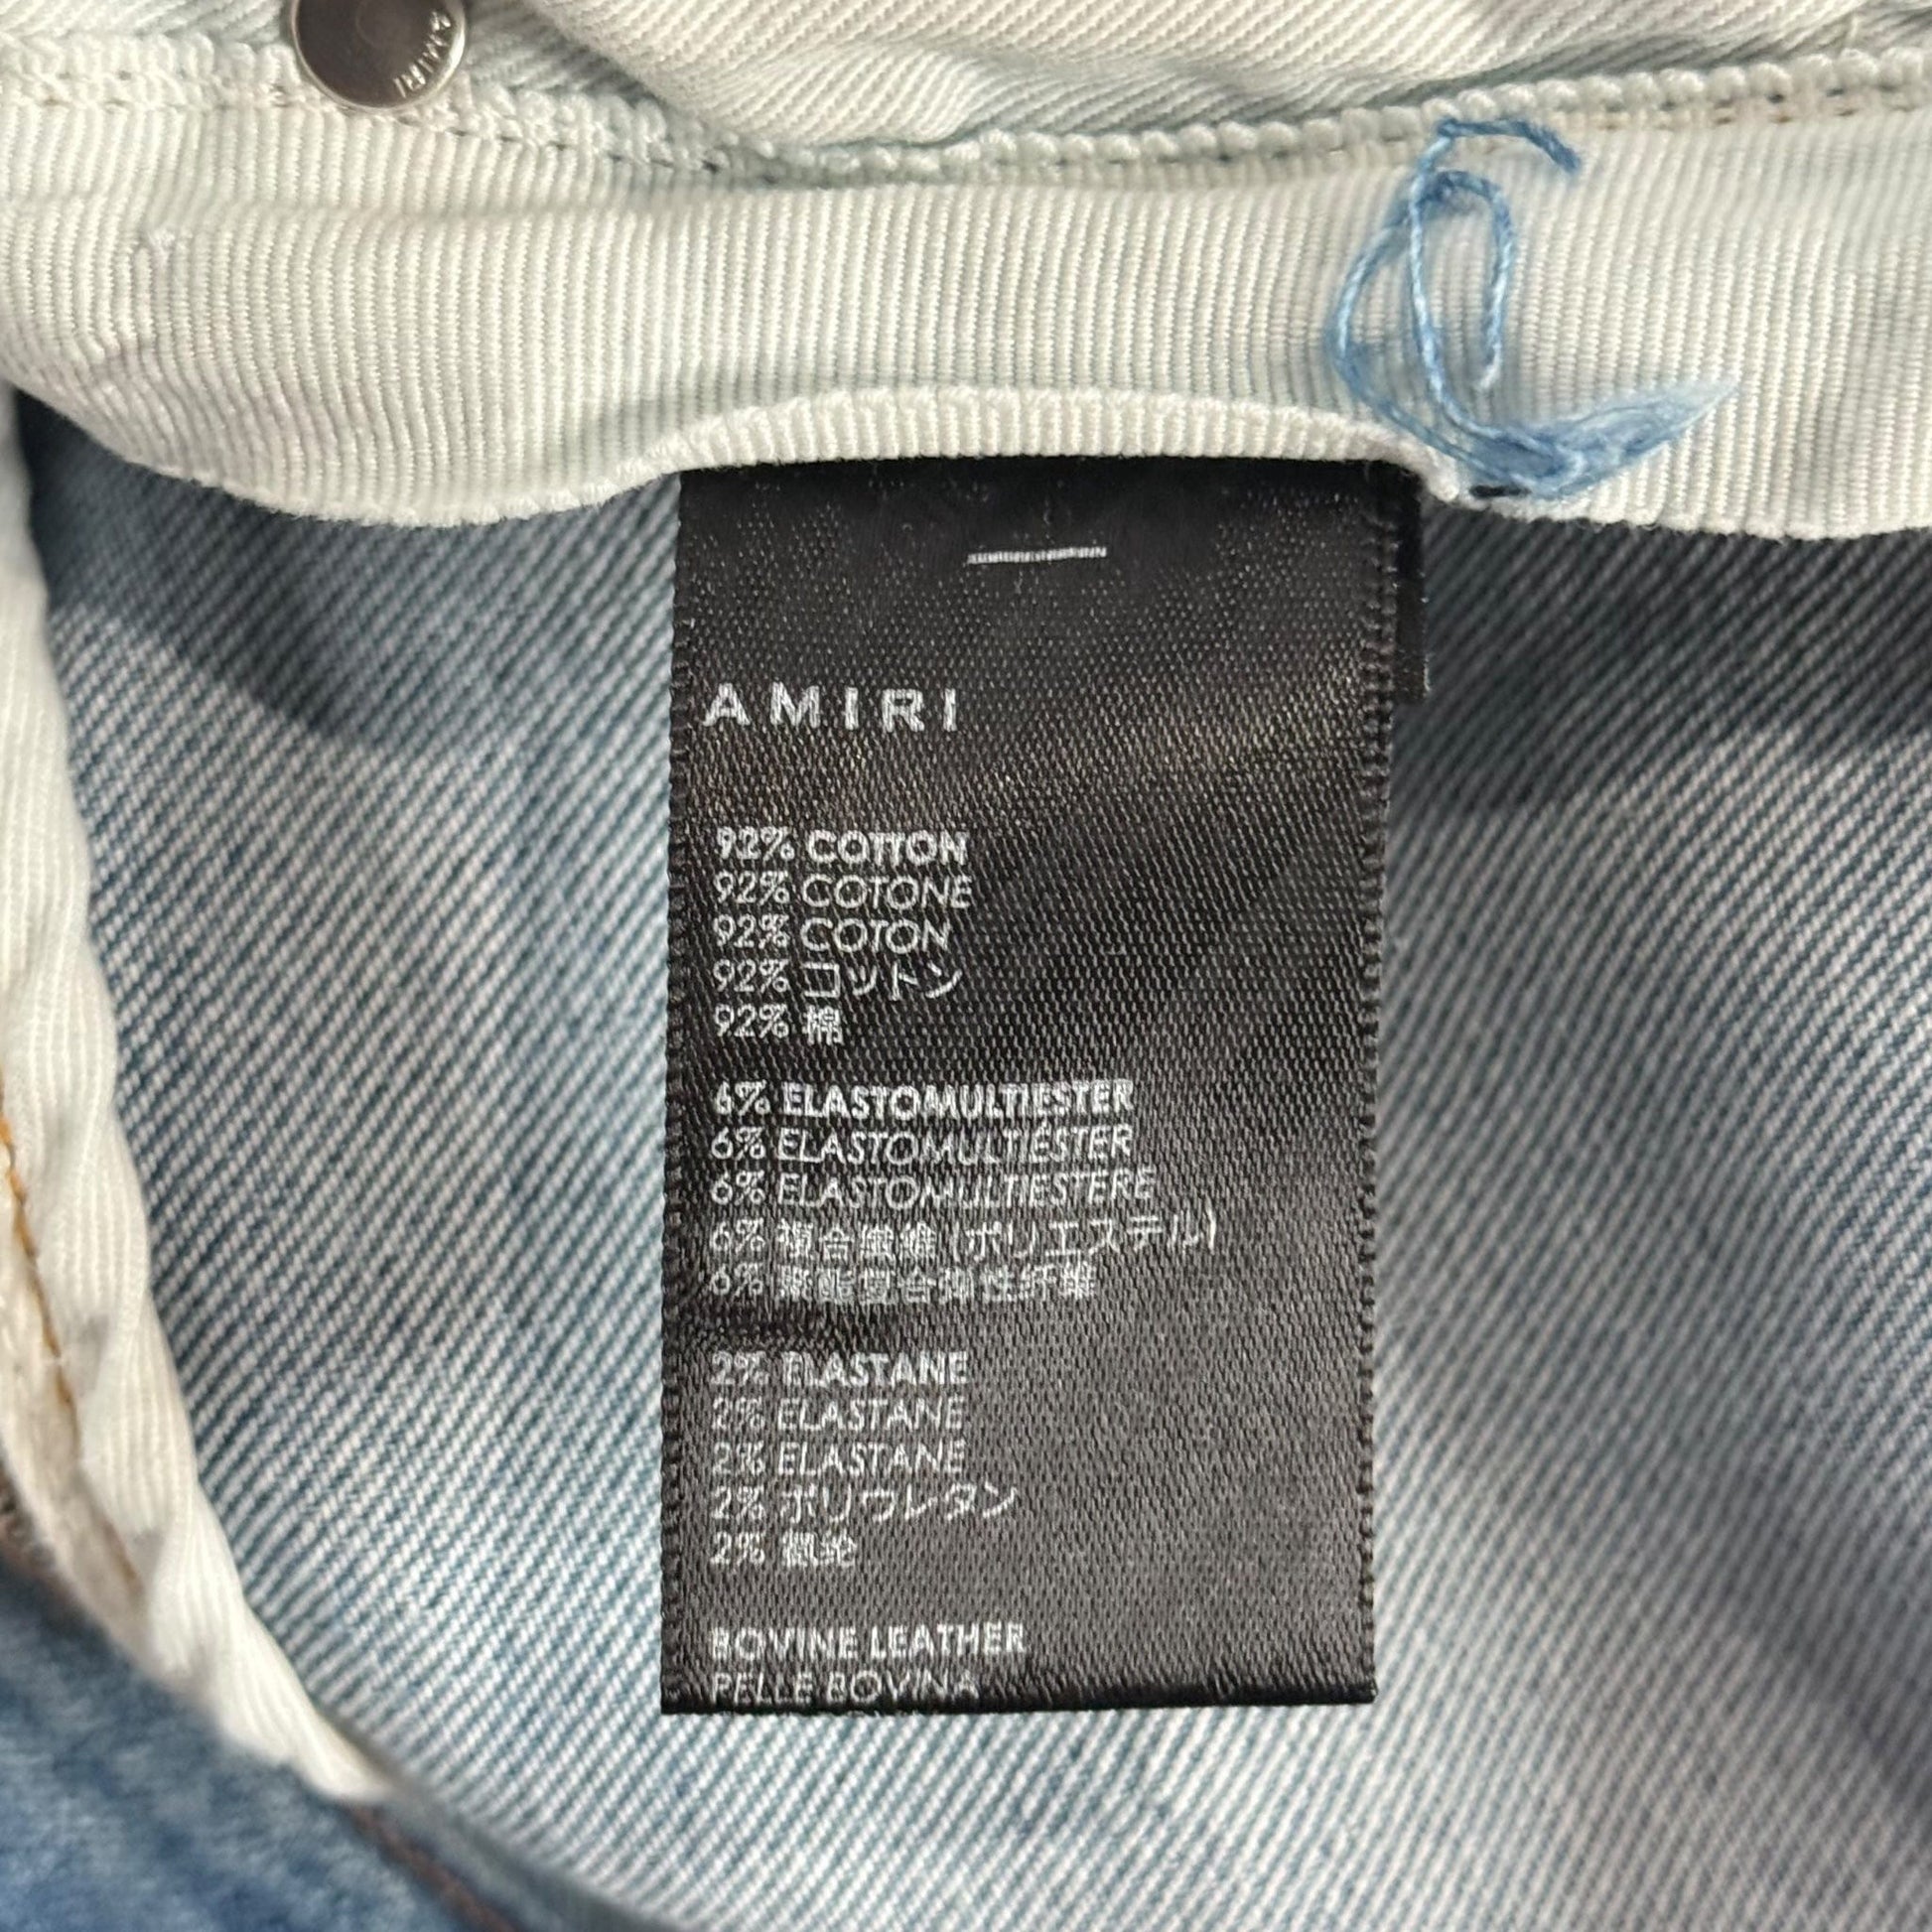 AMIRI
AMIRI
92% COTTON
92% COTONE
92% COTON
92% コットン
92% 棉
6% ELASTOMULTIESTER
6% ELASTOMULTIÉSTER
6% ELASTOMULTIESTERE
6% 複合繊維 (ポリエステル)
6% 聚酯复合弹性纤维
2% ELASTANE
2% ELASTANE
2% ELASTANE
2% ポリウレタン
2%
BOVINE LEATHER
PELLE BOVINA